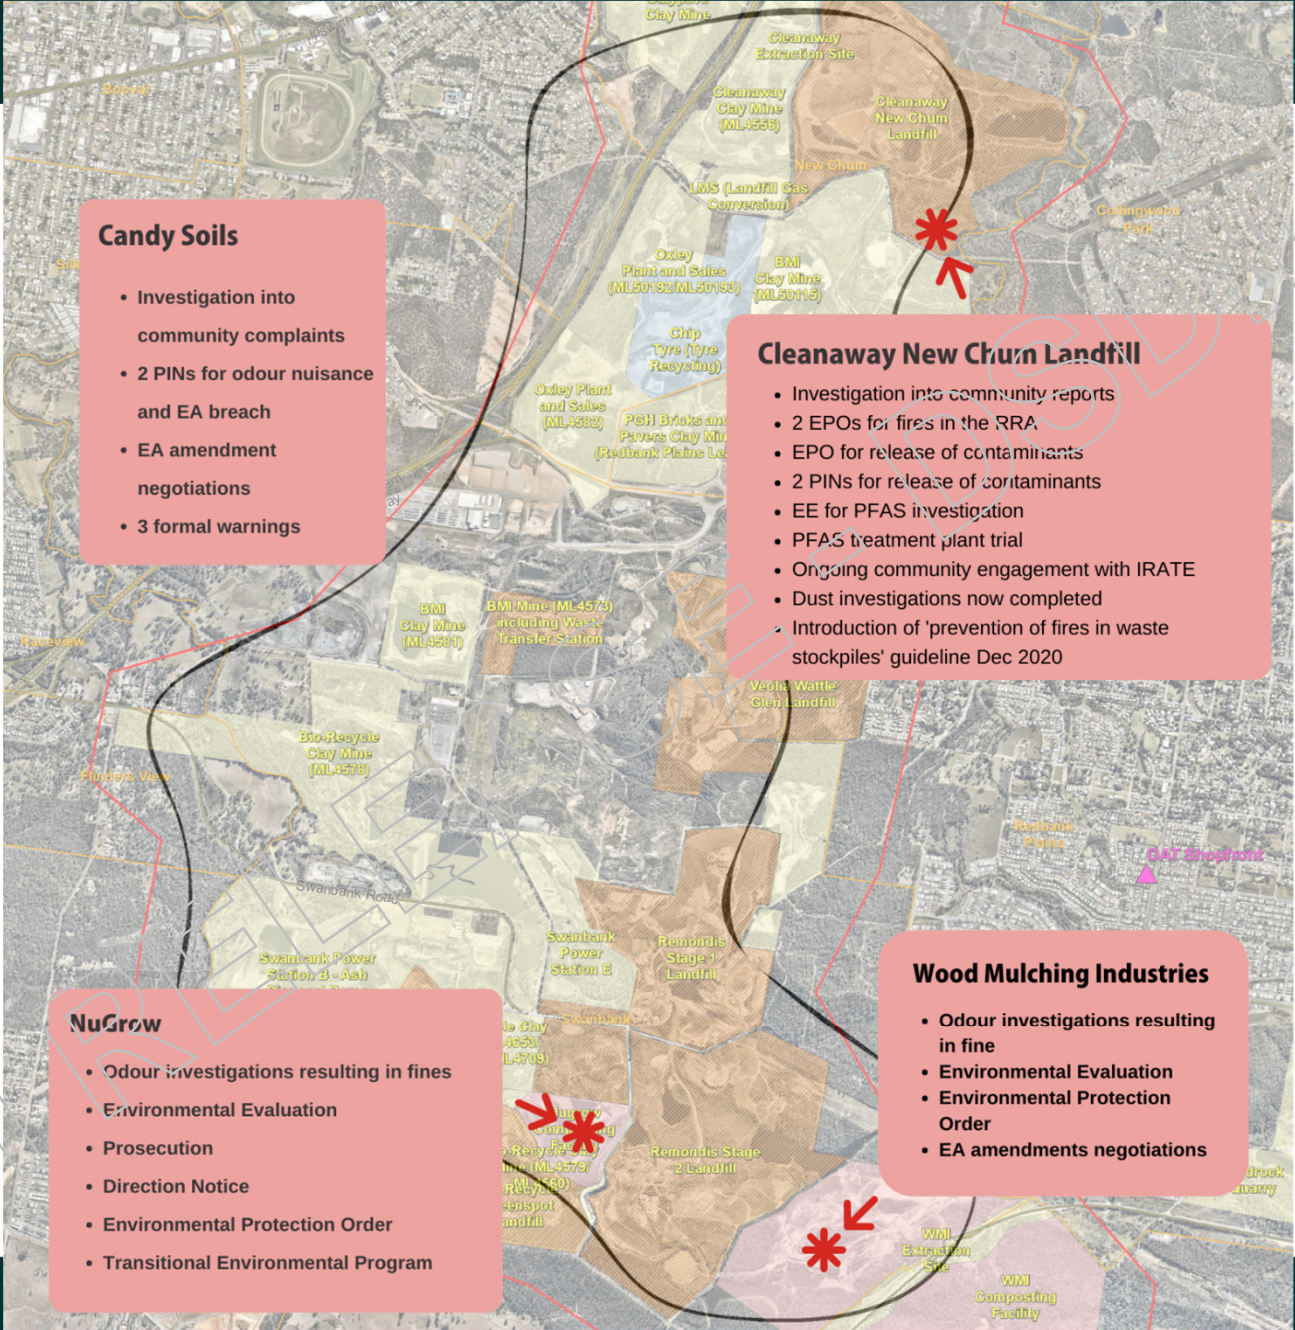 Clay Mine
Cleanaway
Extraction Site
Bundamba
Cleanaway
Clay Mine
(ML4556)
Cleanaway
New Chum
Landfill
New Chum
LMS (Landfill Gas
Conversion)
Collingwood
Park
Candy Soils
• Investigation into
community complaints
• 2 PINs for odour nuisance
and EA breach
• EA amendment
negotiations
• 3 formal warnings
Oxley
Plant and Sales
(ML50192/ML50193)
BMI
Clay Mine
(ML50115)
Chip
Tyre (Tyre
Recycling)
Oxley Plant
and Sales
(ML4582)
PGH Bricks and
Pavers Clay Min
(Redbank Plains Le
Cleanaway New Chum Landfill
• Investigation into community reports
• 2 EPOs for fires in the RRA
• EPO for release of contaminants
• 2 PINs for release of contaminants
• EE for PFAS investigation
• PFAS treatment plant trial
• Ongoing community engagement with IRATE
• Dust investigations now completed
• Introduction of 'prevention of fires in waste
stockpiles' guideline Dec 2020
BMI
Clay Mine
(ML4581)
BMI Mine (ML4573)
including Waste
Transfer Station
Raceview
Veolia Wattle
Glen Landfill
Bio-Recycle
Clay Mine
(ML4578)
Flinders View
Redbank
Plains
OAT Shopfront
Swanbank Road
Swanbank Power
Station B - Ash
Swanbank
Power
Station E
Remondis
Stage 1
Landfill
Swanbank
NuGrow
• Odour investigations resulting in fines
• Environmental Evaluation
• Prosecution
• Direction Notice
• Environmental Protection Order
• Transitional Environmental Program
Wood Mulching Industries
• Odour investigations resulting
in fine
• Environmental Evaluation
• Environmental Protection
Order
• EA amendments negotiations
Remondis Stage
2 Landfill
WMI
Extraction
Site
WMI
Composting
Facility